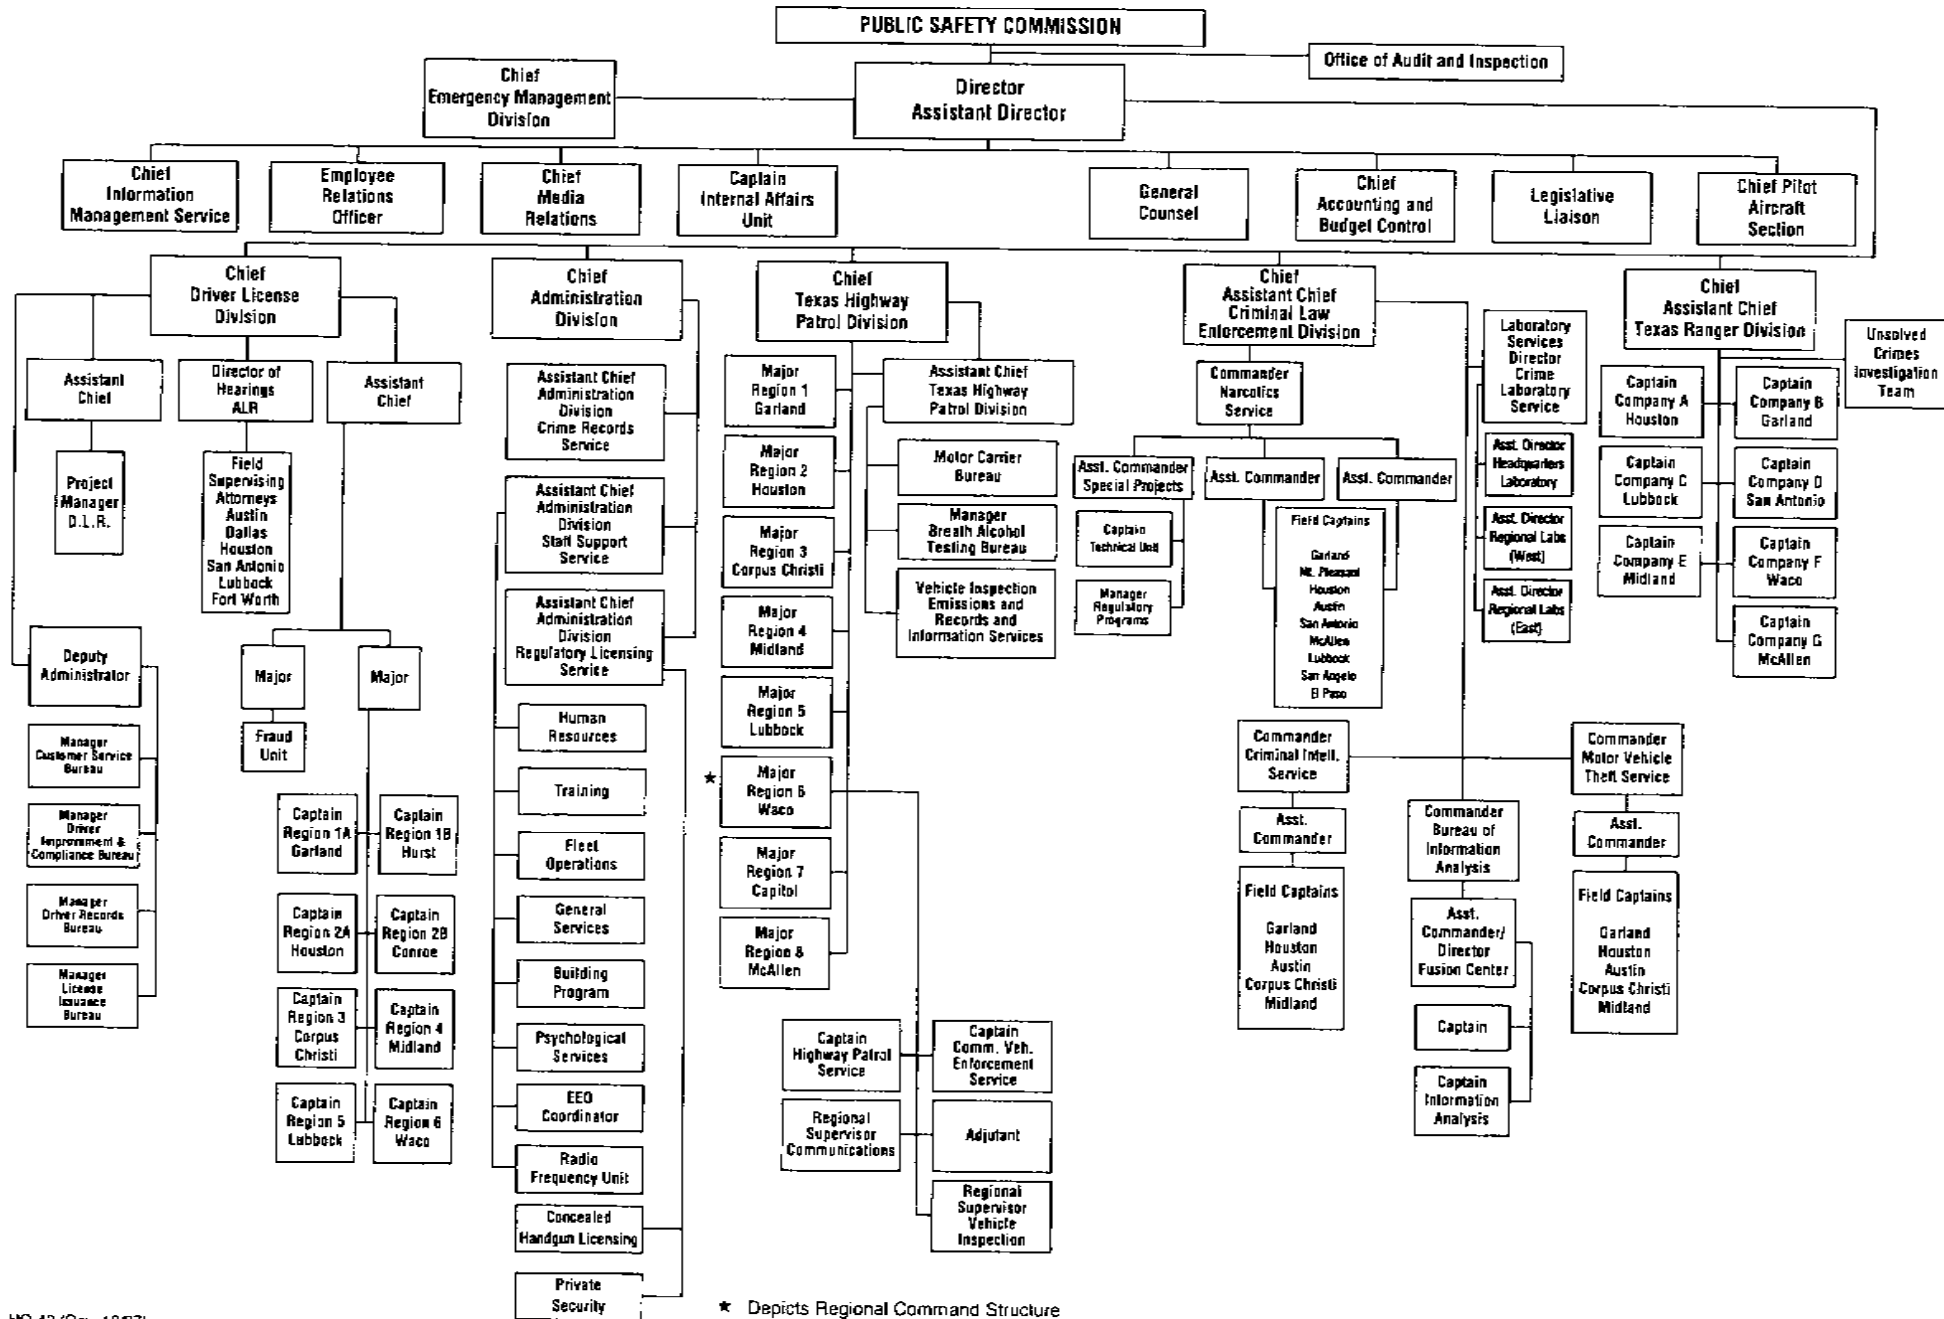 PUBLIC SAFETY COMMISSION
Office of Audit and Inspection
Chief
Emergency Management
Division
Director
Assistant Director
Chief
Information
Management Service
Employee
Relations
Officer
Chief
Media
Relations
Captain
Internal Affairs
Unit
General
Counsel
Chief
Accounting and
Budget Control
Legislative
Liaison
Chief Pilot
Aircraft
Section
Chief
Driver License
Division
Assistant
Chief
Director of
Hearings
ALR
Assistant
Chief
Project
Manager
D.L.R.
Field
Supervising
Attorneys
Austin
Dallas
Houston
San Antonio
Lubbock
Fort Worth
Deputy
Administrator
Major
Major
Fraud
Unit
Manager
Customer Service
Bureau
Manager
Driver
Improvement &
Compliance Bureau
Manager
Driver Records
Bureau
Manager
License
Issuance
Bureau
Captain
Region 1A
Garland
Captain
Region 1B
Hurst
Captain
Region 2A
Houston
Captain
Region 2B
Conroe
Captain
Region 3
Corpus
Christi
Captain
Region 4
Midland
Captain
Region 5
Lubbock
Captain
Region 6
Waco
Chief
Administration
Division
Assistant Chief
Administration
Division
Crime Records
Service
Assistant Chief
Administration
Division
Staff Support
Service
Assistant Chief
Administration
Division
Regulatory Licensing
Service
Human
Resources
Training
Fleet
Operations
General
Services
Building
Program
Psychological
Services
EEO
Coordinator
Radio
Frequency Unit
Concealed
Handgun Licensing
Private
Security
Chief
Texas Highway
Patrol Division
Major
Region 1
Garland
Major
Region 2
Houston
Major
Region 3
Corpus Christi
Major
Region 4
Midland
Major
Region 5
Lubbock
★
Major
Region 6
Waco
Major
Region 7
Capitol
Major
Region 8
McAllen
Assistant Chief
Texas Highway
Patrol Division
Motor Carrier
Bureau
Manager
Breath Alcohol
Testing Bureau
Vehicle Inspection
Emissions and
Records and
Information Services
Captain
Highway Patrol
Service
Captain
Comm. Veh.
Enforcement
Service
Regional
Supervisor
Communications
Adjutant
Regional
Supervisor
Vehicle
Inspection
Chief
Assistant Chief
Criminal Law
Enforcement Division
Commander
Narcotics
Service
Asst. Commander
Special Projects
Asst. Commander
Asst. Commander
Captain
Technical Unit
Manager
Regulatory
Programs
Field Captains
Garland
Mt. Pleasant
Houston
Austin
San Antonio
McAllen
Lubbock
San Angelo
El Paso
Laboratory
Services
Director
Crime
Laboratory
Service
Asst. Director
Headquarters
Laboratory
Asst. Director
Regional Labs
(West)
Asst. Director
Regional Labs
(East)
Commander
Criminal Intell.
Service
Asst.
Commander
Field Captains
Garland
Houston
Austin
Corpus Christi
Midland
Commander
Bureau of
Information
Analysis
Asst.
Commander/
Director
Fusion Center
Captain
Captain
Information
Analysis
Commander
Motor Vehicle
Theft Service
Asst.
Commander
Field Captains
Garland
Houston
Austin
Corpus Christi
Midland
Chief
Assistant Chief
Texas Ranger Division
Unsolved
Crimes
Investigation
Team
Captain
Company A
Houston
Captain
Company B
Garland
Captain
Company C
Lubbock
Captain
Company D
San Antonio
Captain
Company E
Midland
Captain
Company F
Waco
Captain
Company G
McAllen
★ Depicts Regional Command Structure